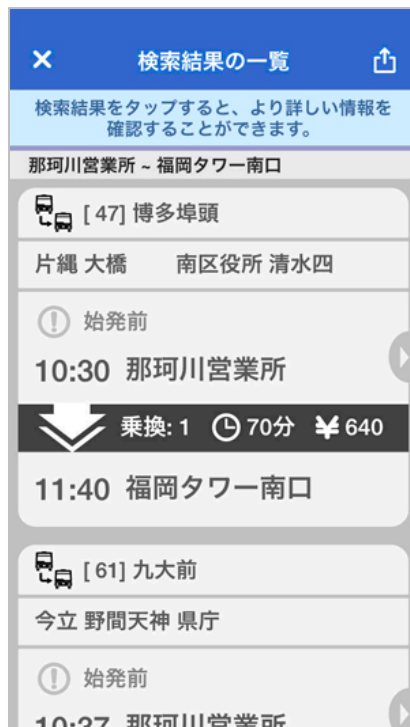 ×
検索結果の一覧
検索結果をタップすると、より詳しい情報を
確認することができます。
那珂川営業所 ~ 福岡タワー南口
[ 47] 博多埠頭
片縄 大橋 南区役所 清水四
始発前
10:30 那珂川営業所
乗換: 1 70分 ¥ 640
11:40 福岡タワー南口
[ 61] 九大前
今立 野間天神 県庁
始発前
10:37 那珂川営業所